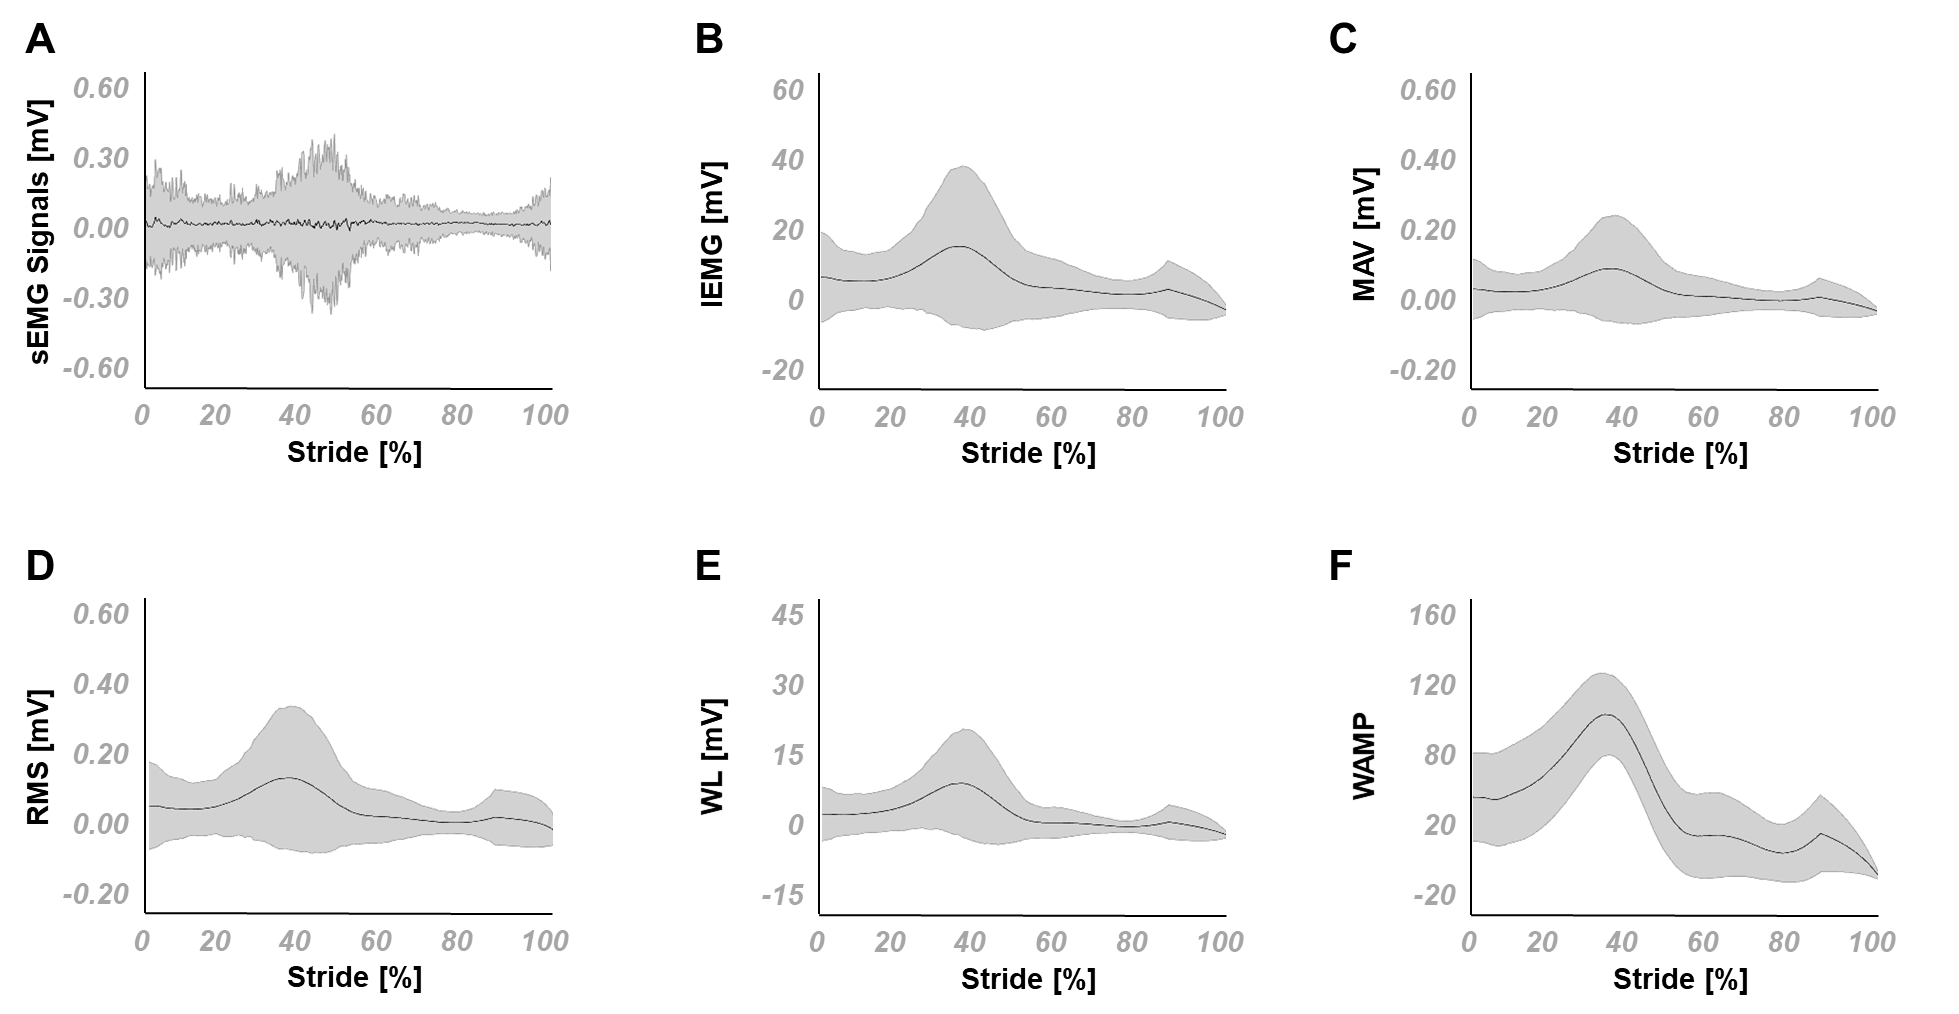 A
sEMG Signals [mV]
0.60
0.30
0.00
-0.30
-0.60
0 20 40 60 80 100
Stride [%]
B
IEMG [mV]
60
40
20
0
-20
0 20 40 60 80 100
Stride [%]
C
MAV [mV]
0.60
0.40
0.20
0.00
-0.20
0 20 40 60 80 100
Stride [%]
D
RMS [mV]
0.60
0.40
0.20
0.00
-0.20
0 20 40 60 80 100
Stride [%]
E
WL [mV]
45
30
15
0
-15
0 20 40 60 80 100
Stride [%]
F
WAMP
160
120
80
20
-20
0 20 40 60 80 100
Stride [%]